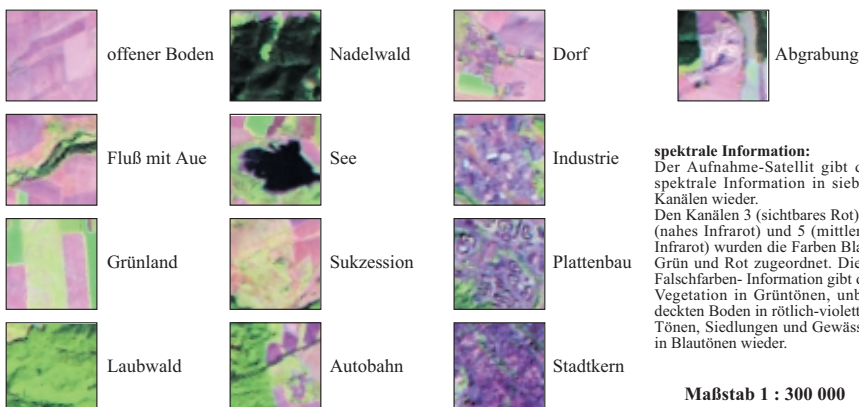 offener Boden
Nadelwald
Dorf
Abgrabung
Fluß mit Aue
See
Industrie
Grünland
Sukzession
Plattenbau
Laubwald
Autobahn
Stadtkern
spektrale Information:
Der Aufnahme-Satellit gibt
spektrale Information in
Kanälen wieder.
Den Kanälen 3 (sichtbares Rot)
(nahes Infrarot) und 5
Infrarot) wurden die Farben
Grün und Rot zugeordnet.
Falschfarben- Information gibt
Vegetation in Grüntönen,
deckten Boden in
Tönen, Siedlungen und
in Blautönen wieder.
Maßstab 1 : 300 000